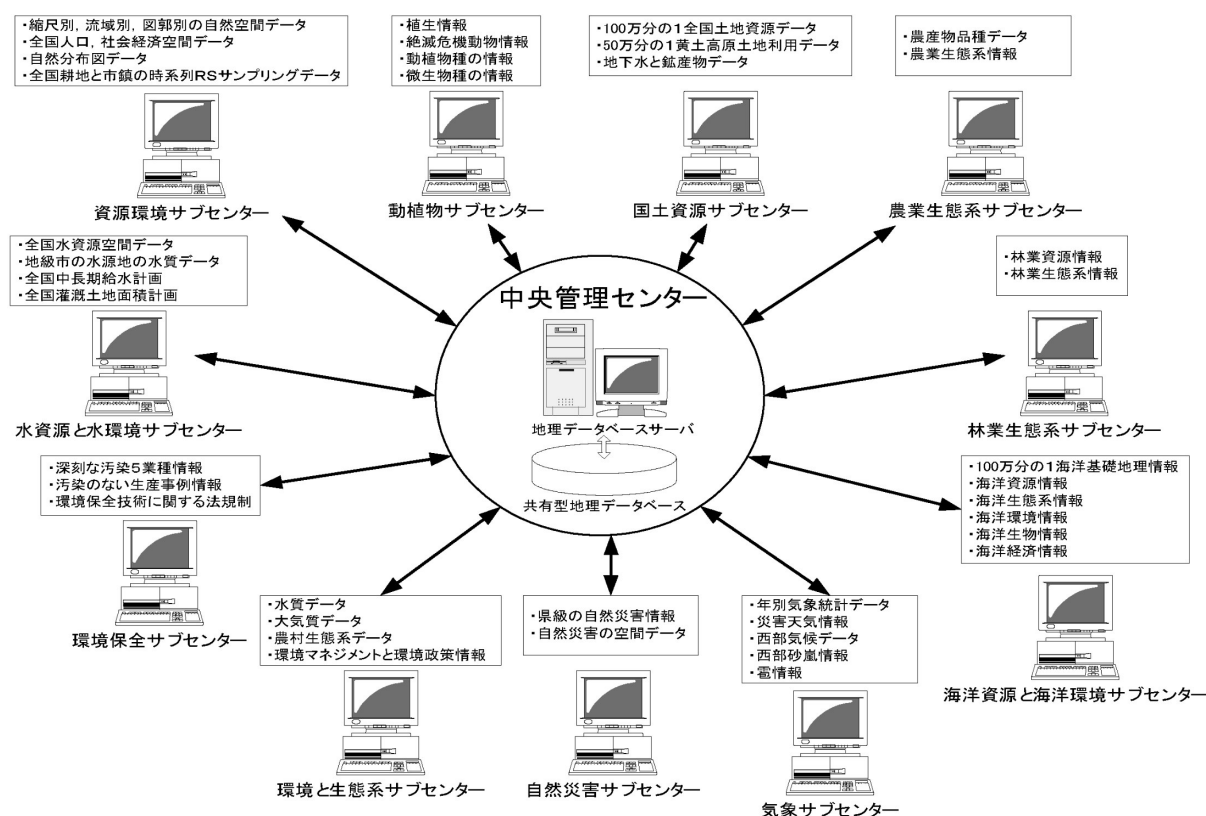 ・縮尺別，流域別，図郭別の自然空間データ
・全国人口，社会経済空間データ
・自然分布図データ
・全国耕地と市鎮の時系列RSサンプリングデータ
資源環境サブセンター
・植生情報
・絶滅危機動物情報
・動植物種の情報
・微生物種の情報
動植物サブセンター
・100万分の1全国土地資源データ
・50万分の1黄土高原土地利用データ
・地下水と鉱産物データ
国土資源サブセンター
・農産物品種データ
・農業生態系情報
農業生態系サブセンター
・全国水資源空間データ
・地級市の水源地の水質データ
・全国中長期給水計画
・全国灌漑土地面積計画
水資源と水環境サブセンター
中央管理センター
地理データベースサーバ
共有型地理データベース
・林業資源情報
・林業生態系情報
林業生態系サブセンター
・深刻な汚染5業種情報
・汚染のない生産事例情報
・環境保全技術に関する法規制
環境保全サブセンター
・100万分の1海洋基礎地理情報
・海洋資源情報
・海洋生態系情報
・海洋環境情報
・海洋生物情報
・海洋経済情報
海洋資源と海洋環境サブセンター
・水質データ
・大気質データ
・農村生態系データ
・環境マネジメントと環境政策情報
環境と生態系サブセンター
・県級の自然災害情報
・自然災害の空間データ
自然災害サブセンター
・年別気象統計データ
・災害天気情報
・西部気候データ
・西部砂嵐情報
・雹情報
気象サブセンター